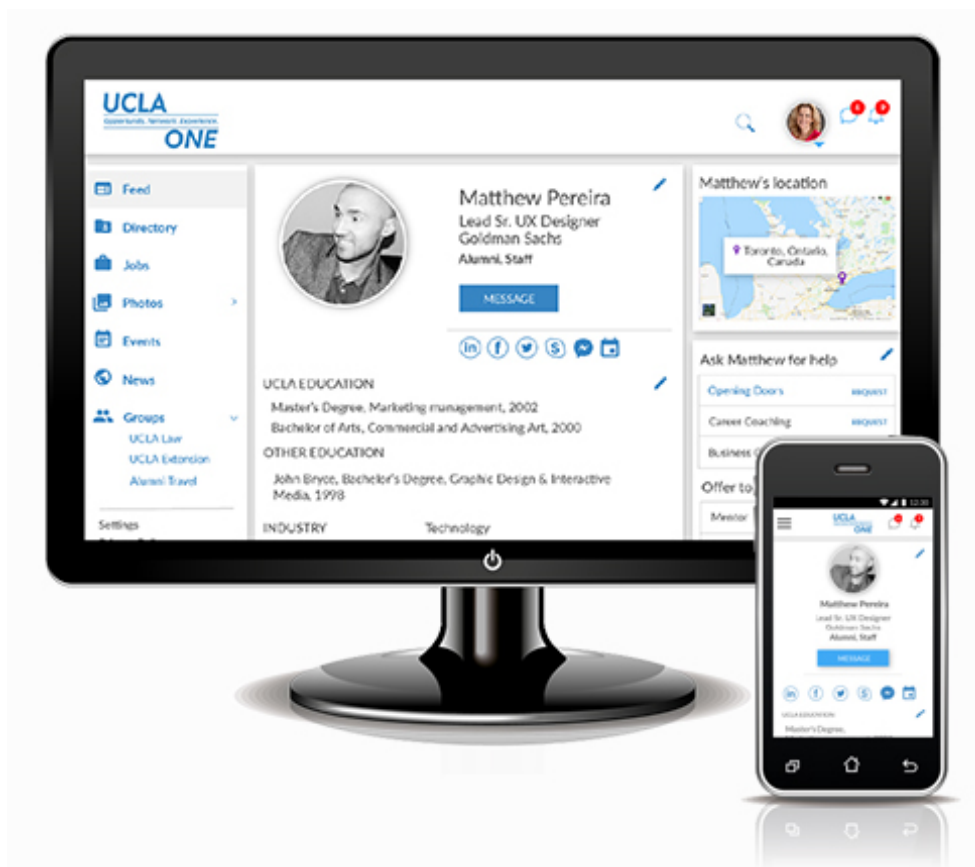 UCLA
Opportunity. Network. Experience.
ONE
Feed
Directory
Jobs
Photos
Events
News
Groups
UCLA Law
UCLA Extension
Alumni Travel
Settings
Matthew Pereira
Lead Sr. UX Designer
Goldman Sachs
Alumni, Staff
MESSAGE
UCLA EDUCATION
Master's Degree, Marketing management, 2002
Bachelor of Arts, Commercial and Advertising Art, 2000
OTHER EDUCATION
John Bryce, Bachelor's Degree, Graphic Design & Interactive
Media, 1998
INDUSTRY Technology
Matthew's location
Toronto, Ontario,
Canada
Ask Matthew for help
Opening Doors REQUEST
Career Coaching REQUEST
Business
Offer to
Mentor
12:30
UCLA
ONE
Matthew Pereira
Lead Sr. UX Designer
Goldman Sachs
Alumni, Staff
MESSAGE
UCLA EDUCATION
Master's Degree,